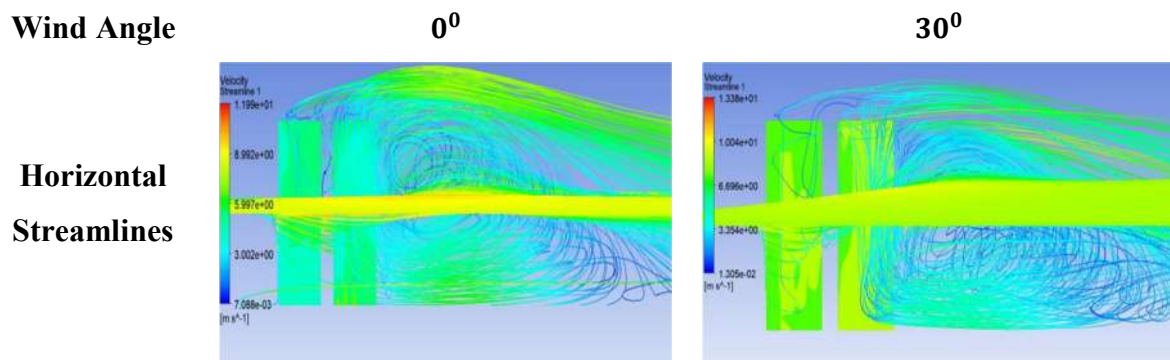 Wind Angle
0⁰
30⁰
Horizontal
Streamlines
Velocity
Streamline 1
1.199e+01
8.992e+00
5.997e+00
3.002e+00
7.088e-03
[m s^-1]
Velocity
Streamline 1
1.338e+01
1.004e+01
6.696e+00
3.354e+00
1.305e-02
[m s^-1]